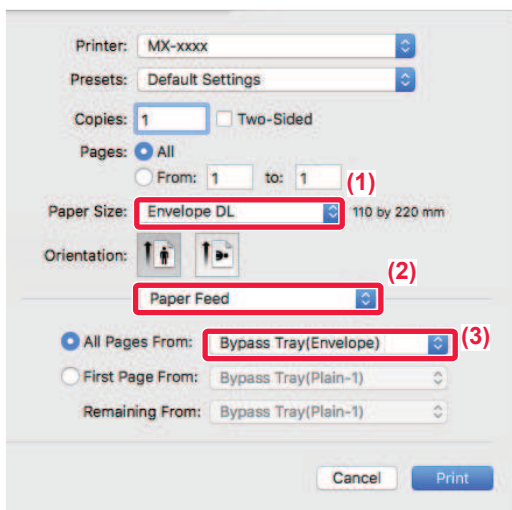 Printer: MX-xxxx
Presets: Default Settings
Copies: 1 Two-Sided
Pages: All
From: 1 to: 1
(1)
Paper Size: Envelope DL 110 by 220 mm
Orientation:
(2)
Paper Feed
All Pages From: Bypass Tray(Envelope) (3)
First Page From: Bypass Tray(Plain-1)
Remaining From: Bypass Tray(Plain-1)
Cancel Print